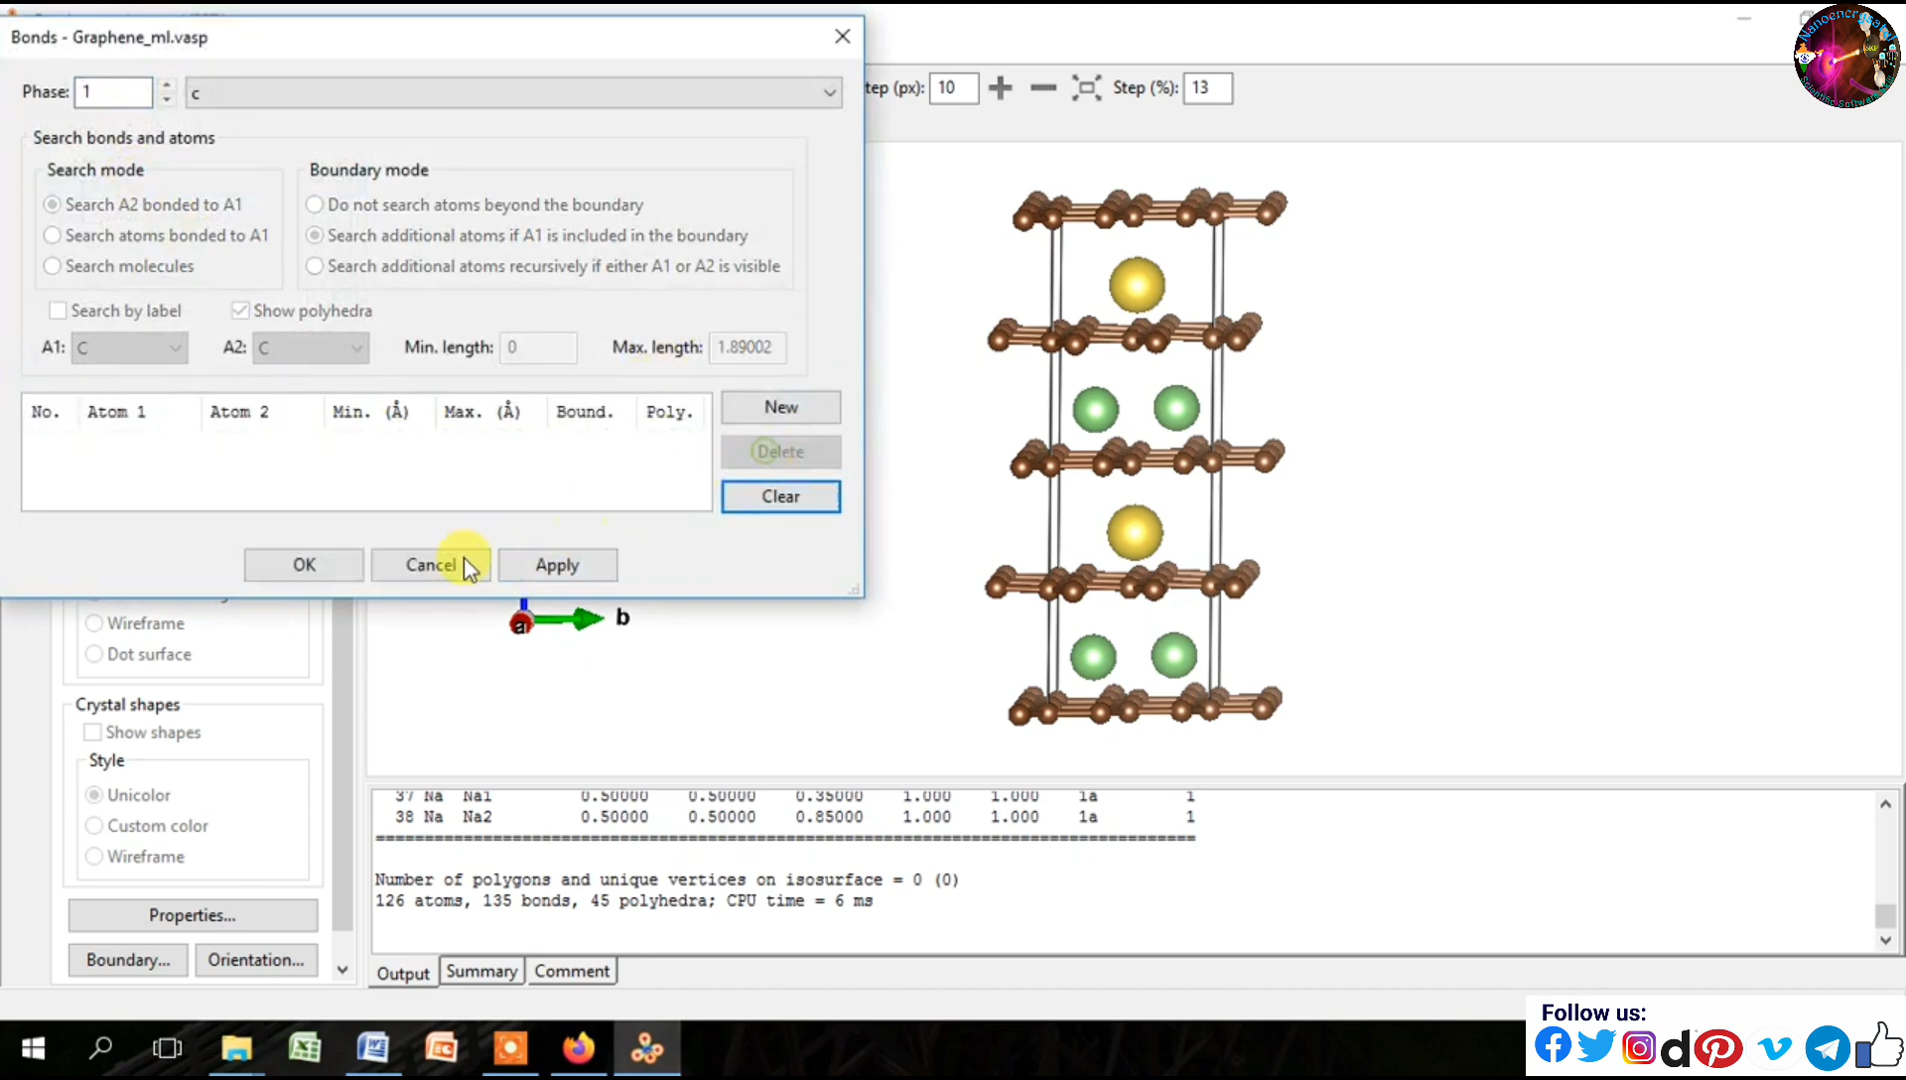 Bonds - Graphene_ml.vasp
Phase: 1 c
tep (px): 10 Step (%): 13
Search bonds and atoms
Search mode
Boundary mode
Search A2 bonded to A1
Search atoms bonded to A1
Search molecules
Do not search atoms beyond the boundary
Search additional atoms if A1 is included in the boundary
Search additional atoms recursively if either A1 or A2 is visible
Search by label Show polyhedra
A1: C A2: C Min. length: 0 Max. length: 1.89002
No. Atom 1 Atom 2 Min. (Å) Max. (Å) Bound. Poly.
New
Delete
Clear
OK Cancel Apply
a b
Wireframe
Dot surface
Crystal shapes
Show shapes
Style
Unicolor
Custom color
Wireframe
Properties...
Boundary... Orientation...
37 Na Na1 0.50000 0.50000 0.35000 1.000 1.000 1a 1
38 Na Na2 0.50000 0.50000 0.85000 1.000 1.000 1a 1
Number of polygons and unique vertices on isosurface = 0 (0)
126 atoms, 135 bonds, 45 polyhedra; CPU time = 6 ms
Output Summary Comment
Follow us: